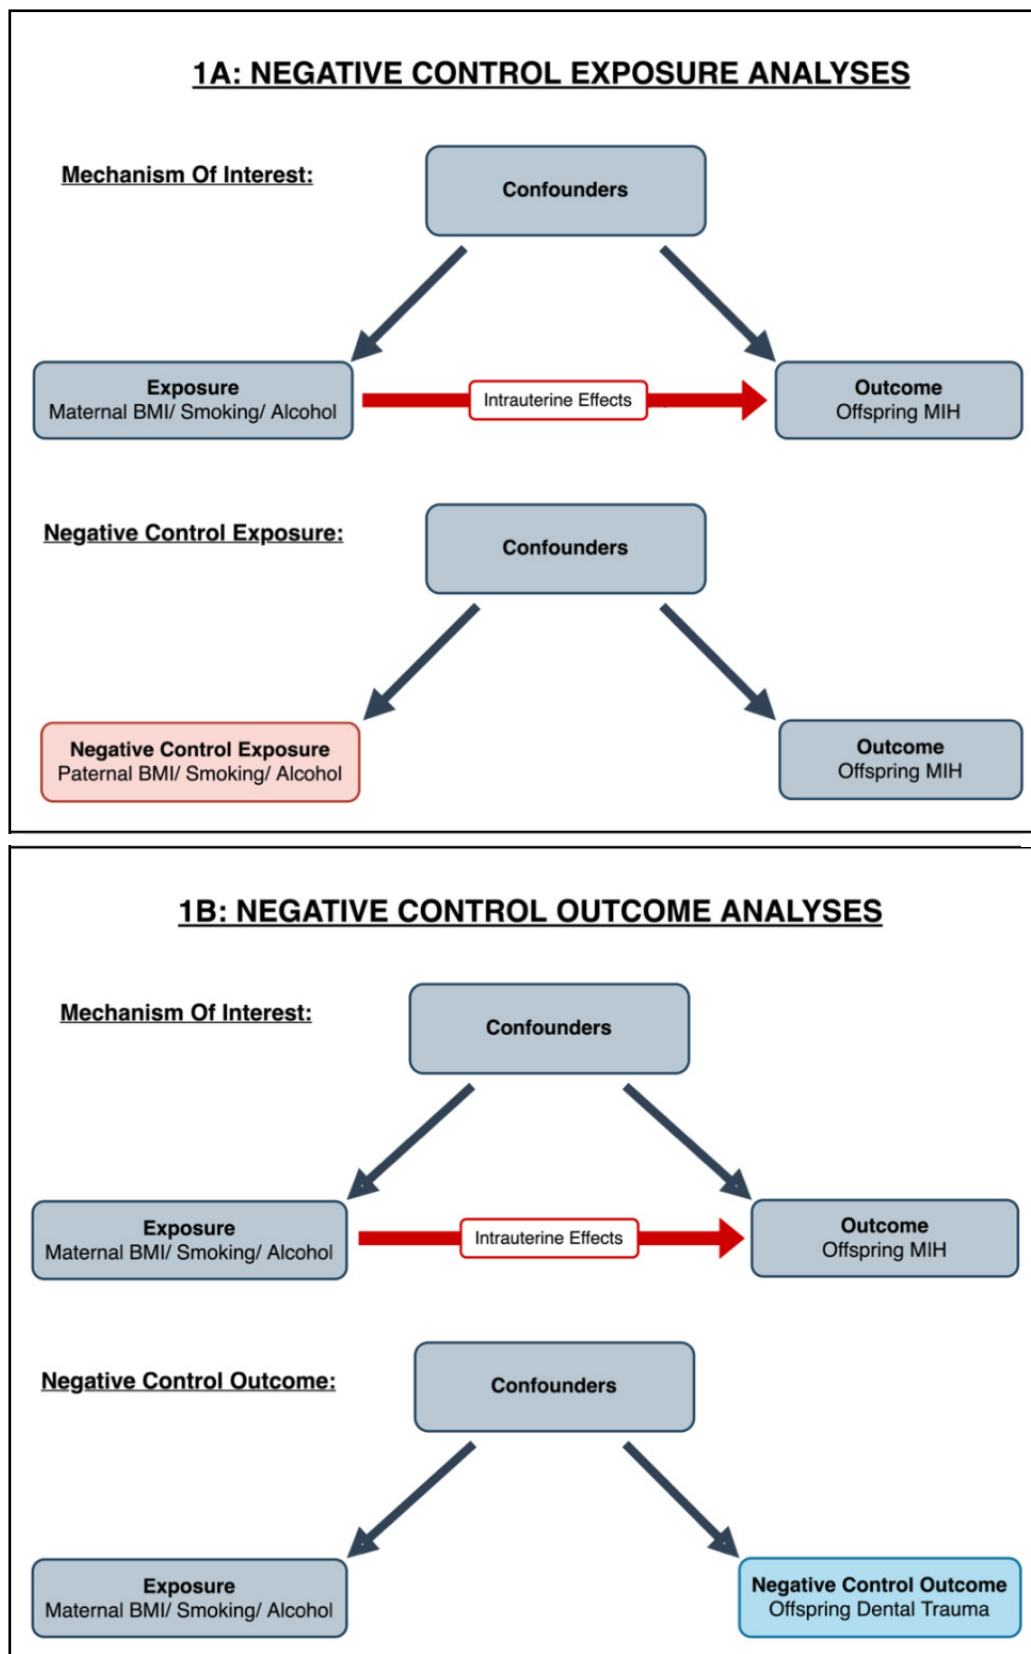 1A: NEGATIVE CONTROL EXPOSURE ANALYSES
Mechanism Of Interest:
Confounders
Exposure
Maternal BMI/ Smoking/ Alcohol
Intrauterine Effects
Outcome
Offspring MIH
Negative Control Exposure:
Confounders
Negative Control Exposure
Paternal BMI/ Smoking/ Alcohol
Outcome
Offspring MIH
1B: NEGATIVE CONTROL OUTCOME ANALYSES
Mechanism Of Interest:
Confounders
Exposure
Maternal BMI/ Smoking/ Alcohol
Intrauterine Effects
Outcome
Offspring MIH
Negative Control Outcome:
Confounders
Exposure
Maternal BMI/ Smoking/ Alcohol
Negative Control Outcome
Offspring Dental Trauma